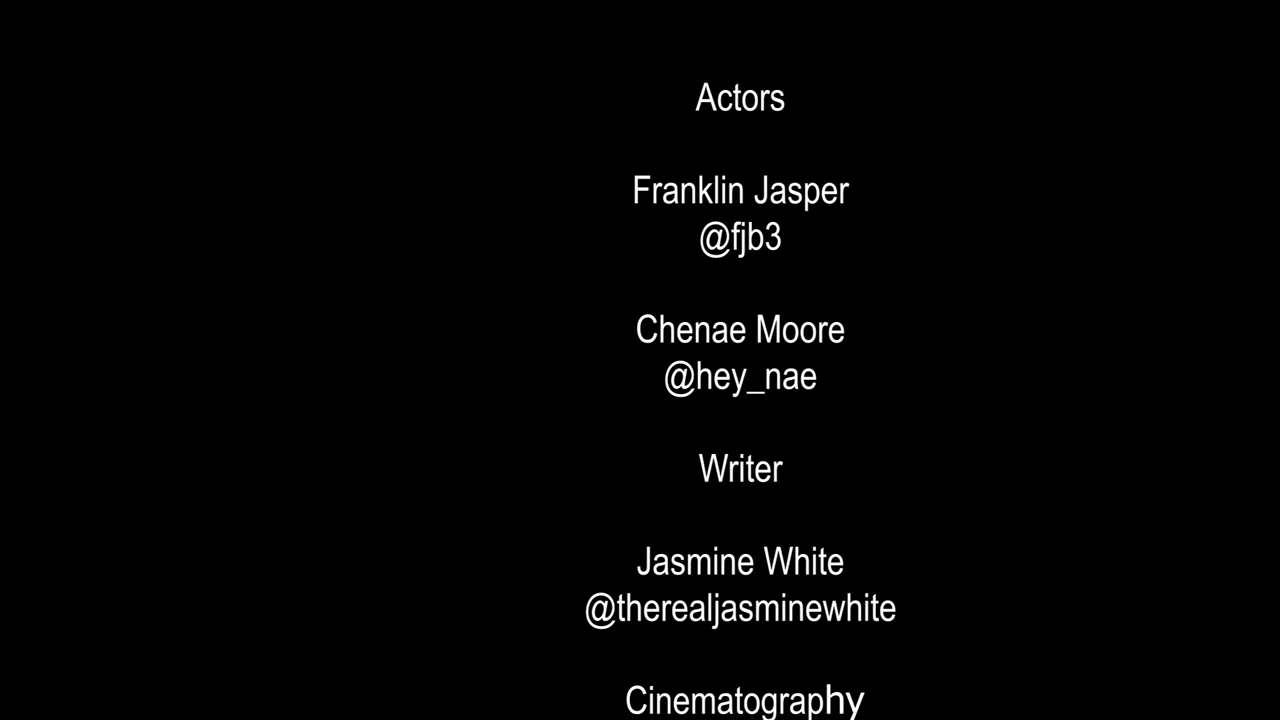 Actors
Franklin Jasper
@fjb3
Chenae Moore
@hey_nae
Writer
Jasmine White
@therealjasminewhite
Cinematography